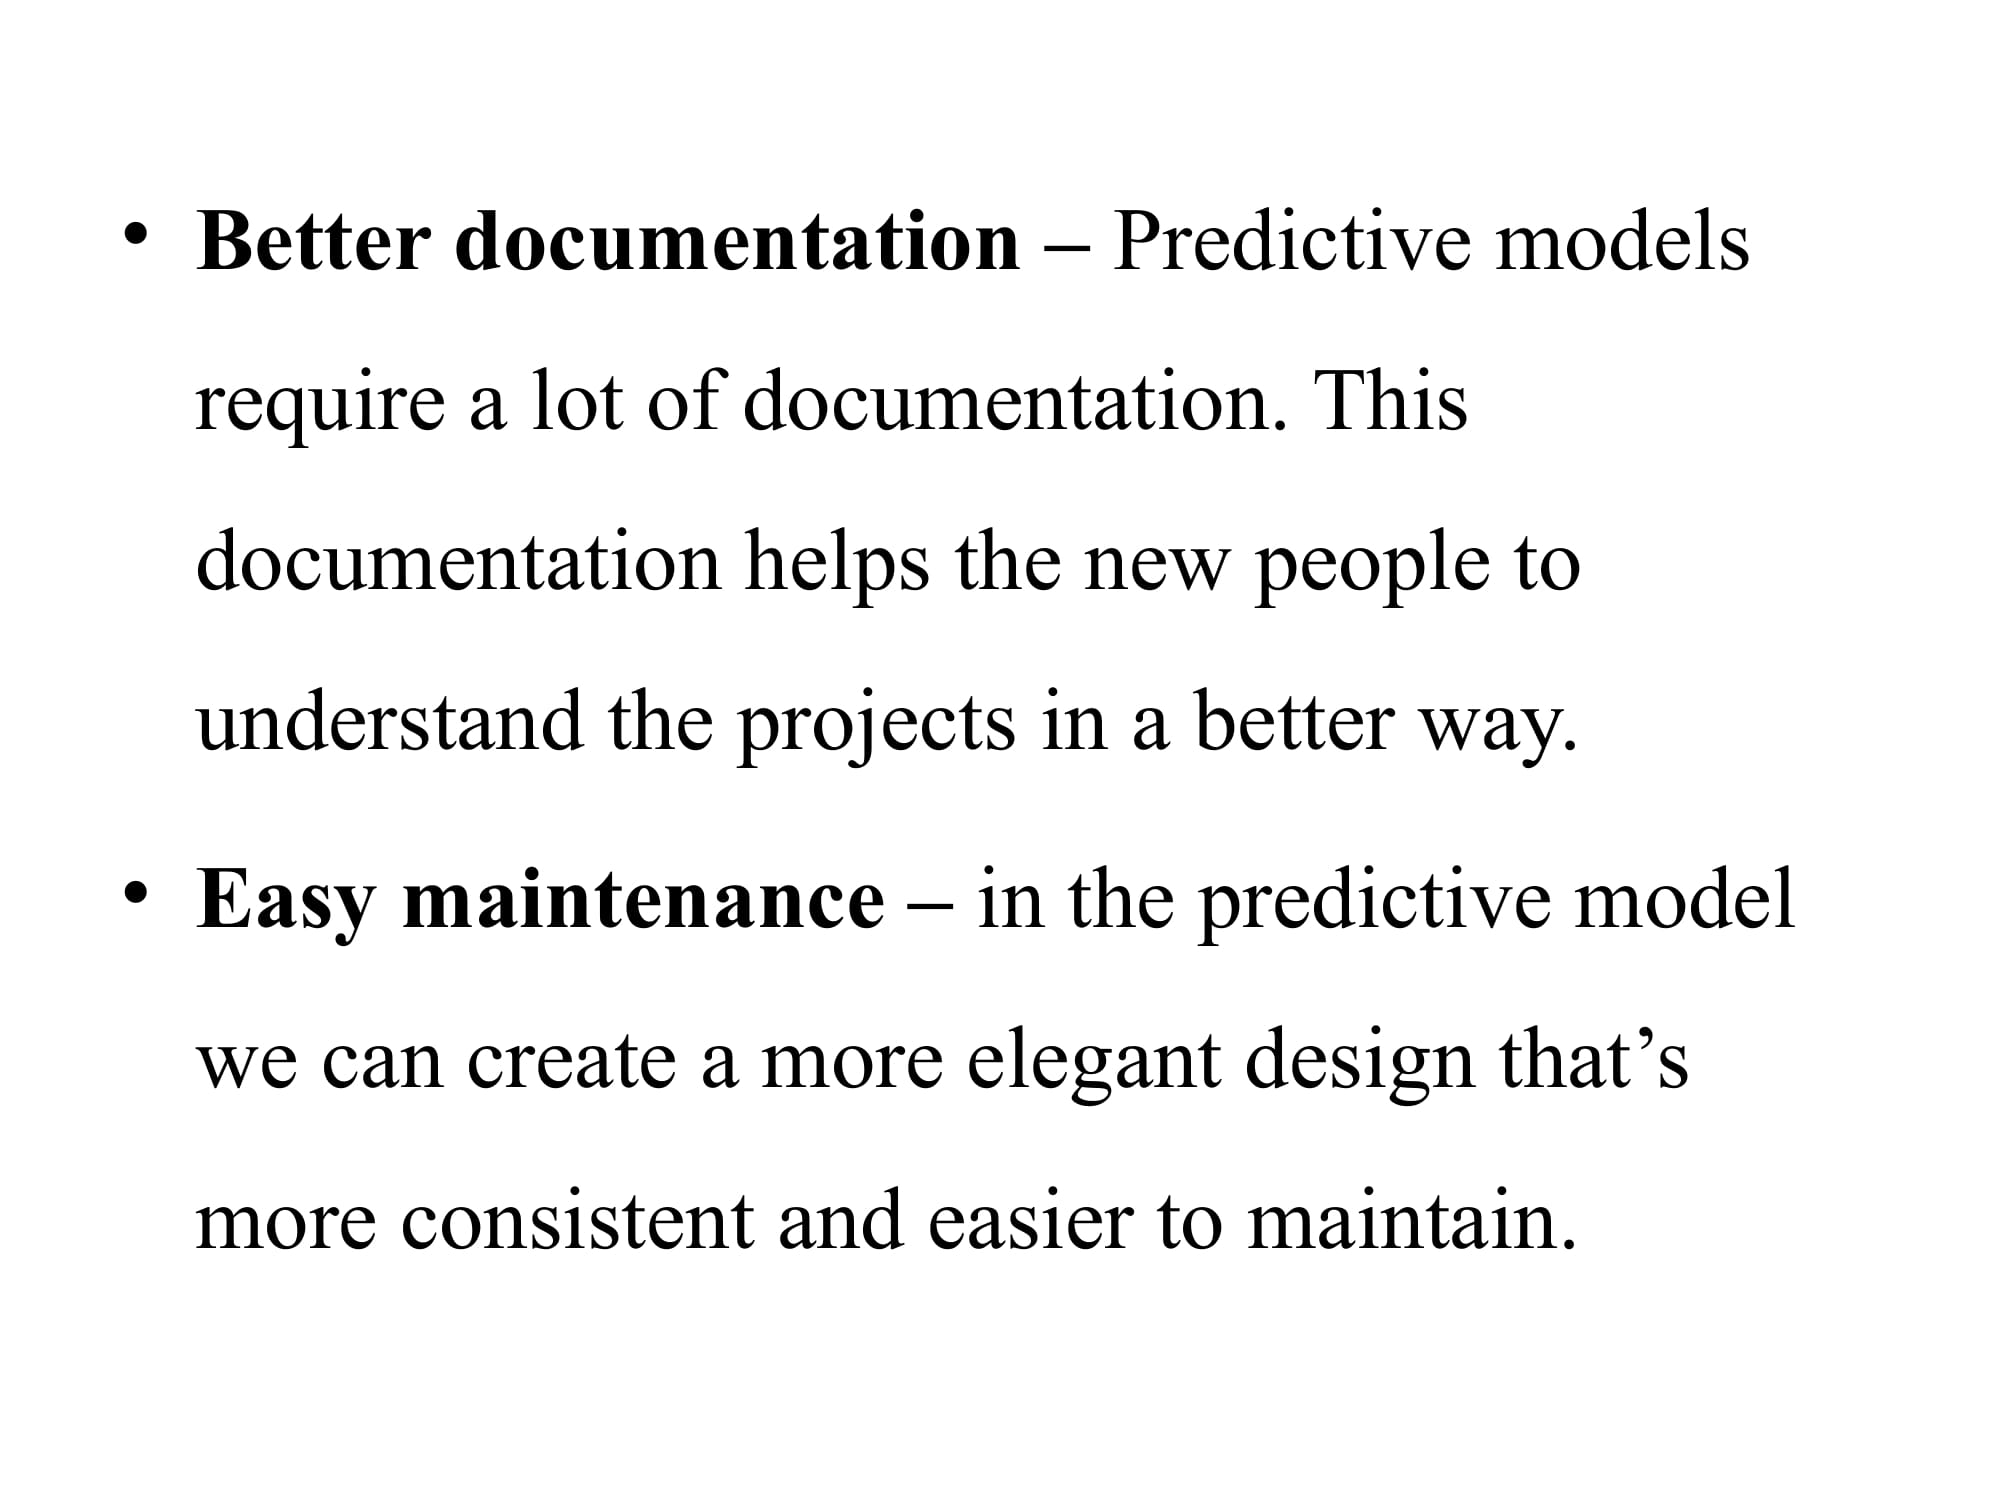 • Better documentation – Predictive models
require a lot of documentation. This
documentation helps the new people to
understand the projects in a better way.
• Easy maintenance – in the predictive model
we can create a more elegant design that’s
more consistent and easier to maintain.